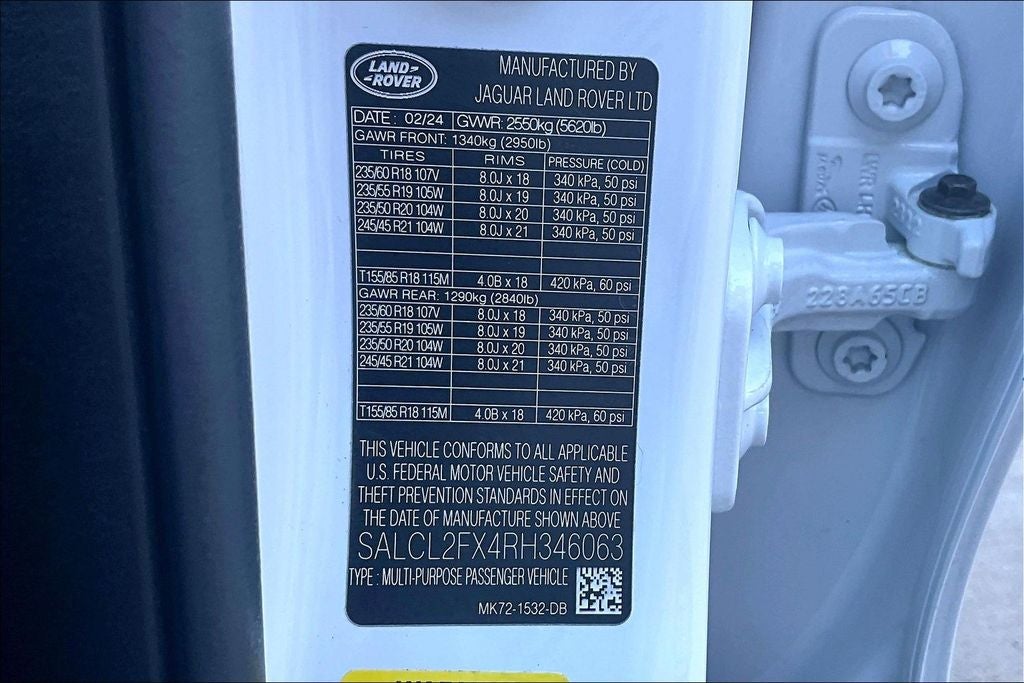 LAND-
-ROVER
MANUFACTURED BY
JAGUAR LAND ROVER LTD
DATE : 02/24 GVWR: 2550kg (5620lb)
GAWR FRONT: 1340kg (2950lb)
TIRES RIMS PRESSURE (COLD)
235/60 R18 107V 8.0J x 18 340 kPa, 50 psi
235/55 R19 105W 8.0J x 19 340 kPa, 50 psi
235/50 R20 104W 8.0J x 20 340 kPa, 50 psi
245/45 R21 104W 8.0J x 21 340 kPa, 50 psi
T155/85 R18 115M 4.0B x 18 420 kPa, 60 psi
GAWR REAR: 1290kg (2840lb)
235/60 R18 107V 8.0J x 18 340 kPa, 50 psi
235/55 R19 105W 8.0J x 19 340 kPa, 50 psi
235/50 R20 104W 8.0J x 20 340 kPa, 50 psi
245/45 R21 104W 8.0J x 21 340 kPa, 50 psi
T155/85 R18 115M 4.0B x 18 420 kPa, 60 psi
THIS VEHICLE CONFORMS TO ALL APPLICABLE
U.S. FEDERAL MOTOR VEHICLE SAFETY AND
THEFT PREVENTION STANDARDS IN EFFECT ON
THE DATE OF MANUFACTURE SHOWN ABOVE
SALCL2FX4RH346063
TYPE : MULTI-PURPOSE PASSENGER VEHICLE
MK72-1532-DB
223A65CB
LWR LH